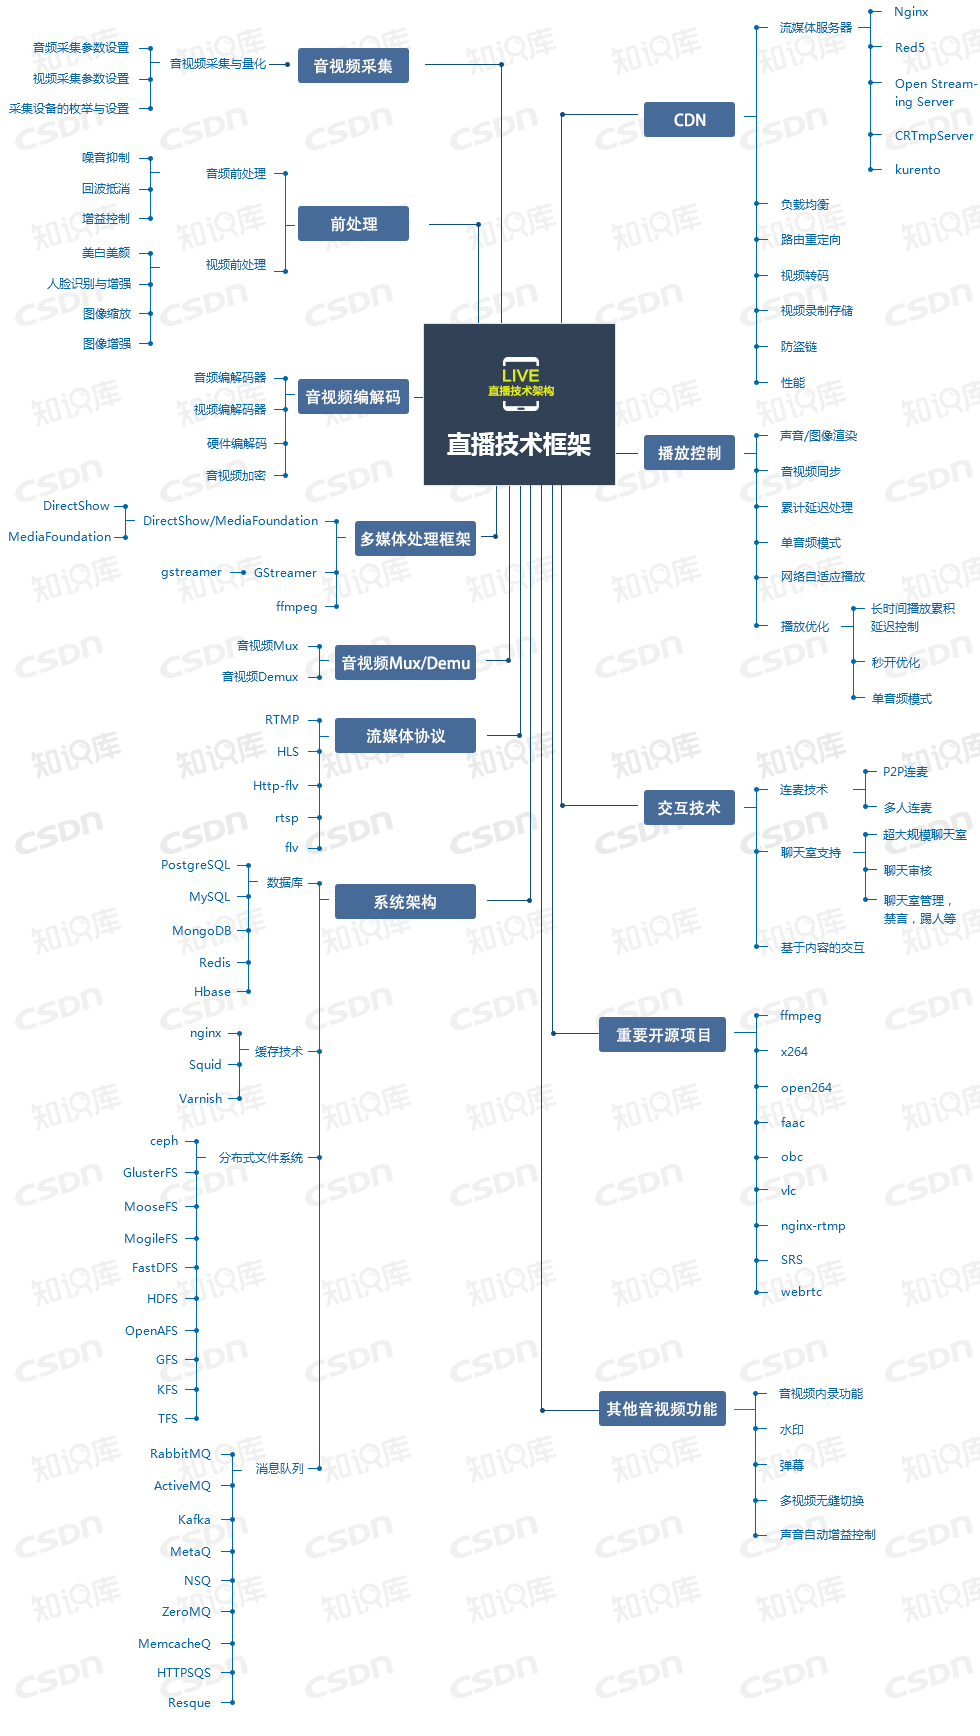 LIVE
直播技术架构
直播技术框架
音视频采集
音视频采集与量化
音频采集参数设置
视频采集参数设置
采集设备的枚举与设置
前处理
音频前处理
噪音抑制
回波抵消
增益控制
视频前处理
美白美颜
人脸识别与增强
图像缩放
图像增强
音视频编解码
音频编解码器
视频编解码器
硬件编解码
音视频加密
多媒体处理框架
DirectShow/MediaFoundation
DirectShow
MediaFoundation
GStreamer
gstreamer
ffmpeg
音视频Mux/Demu
音视频Mux
音视频Demux
流媒体协议
RTMP
HLS
Http-flv
rtsp
flv
系统架构
数据库
PostgreSQL
MySQL
MongoDB
Redis
Hbase
缓存技术
nginx
Squid
Varnish
分布式文件系统
ceph
GlusterFS
MooseFS
MogileFS
FastDFS
HDFS
OpenAFS
GFS
KFS
TFS
消息队列
RabbitMQ
ActiveMQ
Kafka
MetaQ
NSQ
ZeroMQ
MemcacheQ
HTTPSQS
Resque
CDN
流媒体服务器
Nginx
Red5
Open Stream-
ing Server
CRTmpServer
kurento
负载均衡
路由重定向
视频转码
视频录制存储
防盗链
性能
播放控制
声音/图像渲染
音视频同步
累计延迟处理
单音频模式
网络自适应播放
播放优化
长时间播放累积
延迟控制
秒开优化
单音频模式
交互技术
连麦技术
P2P连麦
多人连麦
聊天室支持
超大规模聊天室
聊天审核
聊天室管理，
禁言，踢人等
基于内容的交互
重要开源项目
ffmpeg
x264
open264
faac
obc
vlc
nginx-rtmp
SRS
webrtc
其他音视频功能
音视频内录功能
水印
弹幕
多视频无缝切换
声音自动增益控制
CSDN
知识库